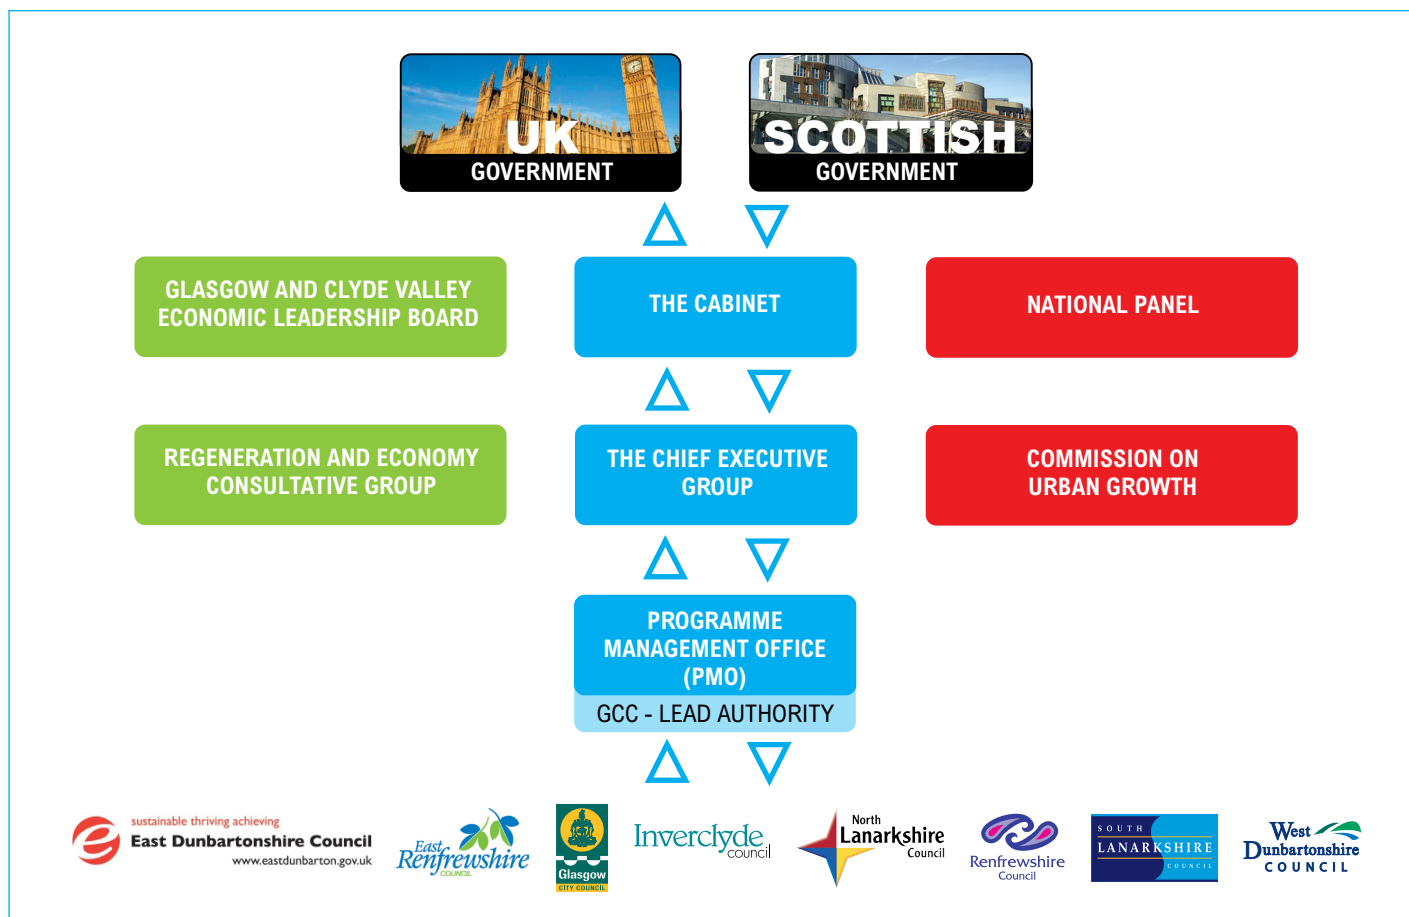 UK
GOVERNMENT
SCOTTISH
GOVERNMENT
GLASGOW AND CLYDE VALLEY
ECONOMIC LEADERSHIP BOARD
THE CABINET
NATIONAL PANEL
REGENERATION AND ECONOMY
CONSULTATIVE GROUP
THE CHIEF EXECUTIVE
GROUP
COMMISSION ON
URBAN GROWTH
PROGRAMME
MANAGEMENT OFFICE
(PMO)
GCC - LEAD AUTHORITY
sustainable thriving achieving
East Dunbartonshire Council
www.eastdunbarton.gov.uk
East
Renfrewshire
COUNCIL
Glasgow
CITY COUNCIL
Inverclyde
council
North
Lanarkshire
Council
Renfrewshire
Council
SOUTH
LANARKSHIRE
COUNCIL
West
Dunbartonshire
COUNCIL